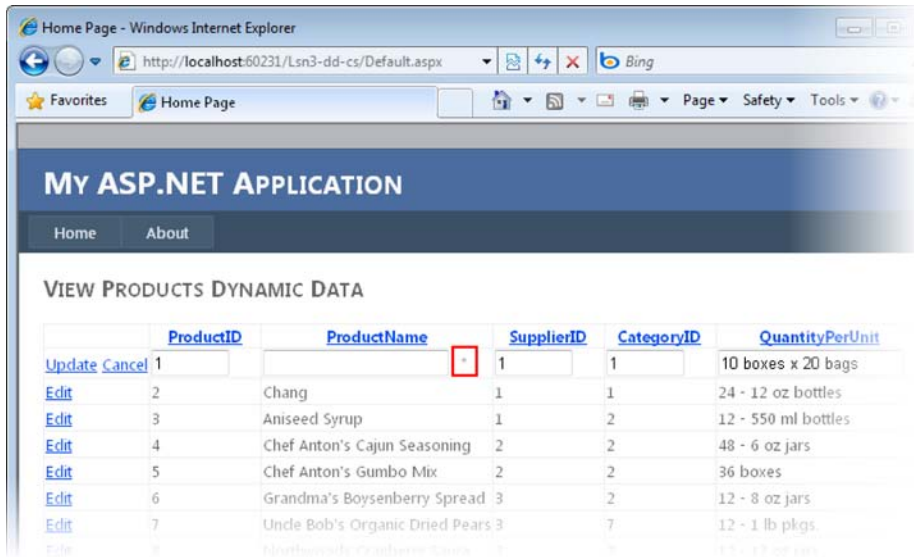 Home Page - Windows Internet Explorer
http://localhost:60231/Lsn3-dd-cs/Default.aspx Bing
Favorites Home Page Page Safety Tools
MY ASP.NET APPLICATION
Home About
VIEW PRODUCTS DYNAMIC DATA
ProductID ProductName SupplierID CategoryID QuantityPerUnit
Update Cancel 1 * 1 1 10 boxes x 20 bags
Edit 2 Chang 1 1 24 - 12 oz bottles
Edit 3 Aniseed Syrup 1 2 12 - 550 ml bottles
Edit 4 Chef Anton's Cajun Seasoning 2 2 48 - 6 oz jars
Edit 5 Chef Anton's Gumbo Mix 2 2 36 boxes
Edit 6 Grandma's Boysenberry Spread 3 2 12 - 8 oz jars
Edit 7 Uncle Bob's Organic Dried Pears 3 7 12 - 1 lb pkgs.
Edit